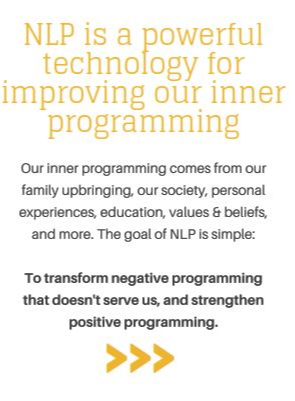 NLP is a powerful
technology for
improving our inner
programming
Our inner programming comes from our
family upbringing, our society, personal
experiences, education, values & beliefs,
and more. The goal of NLP is simple:
To transform negative programming
that doesn't serve us, and strengthen
positive programming.